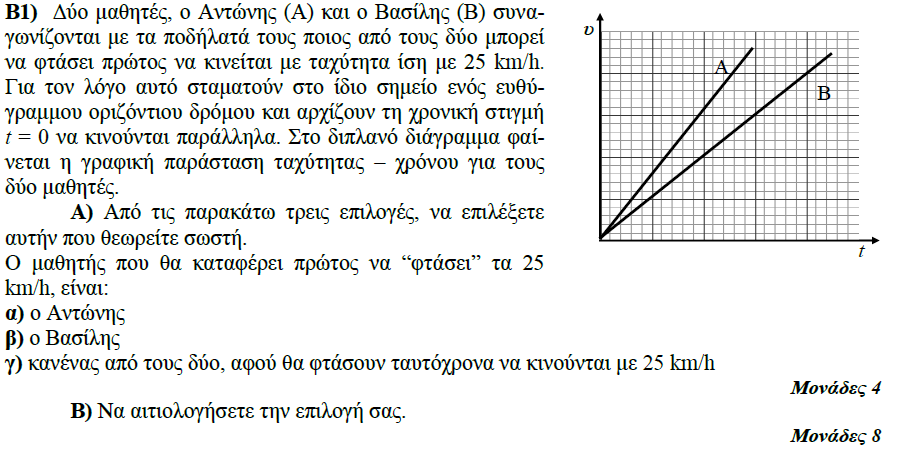 B1) Δύο μαθητές, ο Αντώνης (Α) και ο Βασίλης (Β) συνα-
γωνίζονται με τα ποδήλατά τους ποιος από τους δύο μπορεί
να φτάσει πρώτος να κινείται με ταχύτητα ίση με 25 km/h.
Για τον λόγο αυτό σταματούν στο ίδιο σημείο ενός ευθύ-
γραμμου οριζόντιου δρόμου και αρχίζουν τη χρονική στιγμή
t = 0 να κινούνται παράλληλα. Στο διπλανό διάγραμμα φαί-
νεται η γραφική παράσταση ταχύτητας – χρόνου για τους
δύο μαθητές.
Α) Από τις παρακάτω τρεις επιλογές, να επιλέξετε
αυτήν που θεωρείτε σωστή.
Ο μαθητής που θα καταφέρει πρώτος να “φτάσει” τα 25
km/h, είναι:
α) ο Αντώνης
β) ο Βασίλης
γ) κανένας από τους δύο, αφού θα φτάσουν ταυτόχρονα να κινούνται με 25 km/h
Μονάδες 4
Β) Να αιτιολογήσετε την επιλογή σας.
Μονάδες 8
υ
Α
Β
t